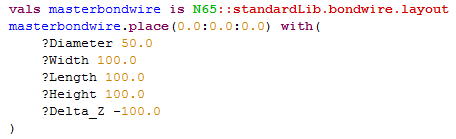 vals masterbondwire is N65::standardLib.bondwire.layout
masterbondwire.place(0.0:0.0:0.0) with(
    ?Diameter 50.0
    ?Width 100.0
    ?Length 100.0
    ?Height 100.0
    ?Delta_Z -100.0
)